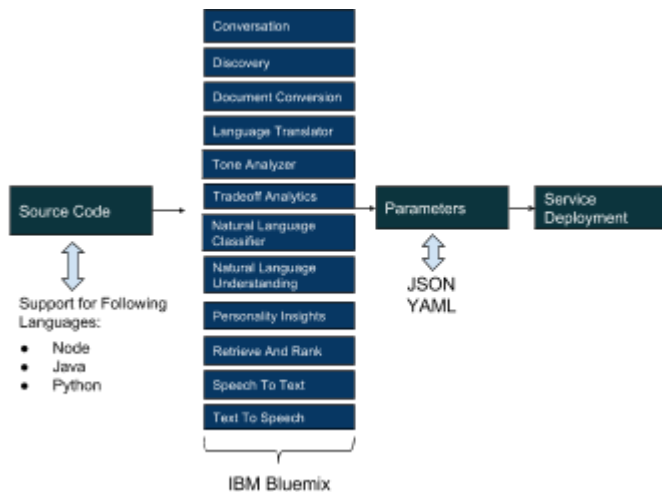 Conversation
Discovery
Document Conversion
Language Translator
Tone Analyzer
Tradeoff Analytics
Natural Language
Classifier
Natural Language
Understanding
Personality Insights
Retrieve And Rank
Speech To Text
Text To Speech
IBM Bluemix
Source Code
Support for Following
Languages:
● Node
● Java
● Python
Parameters
JSON
YAML
Service
Deployment